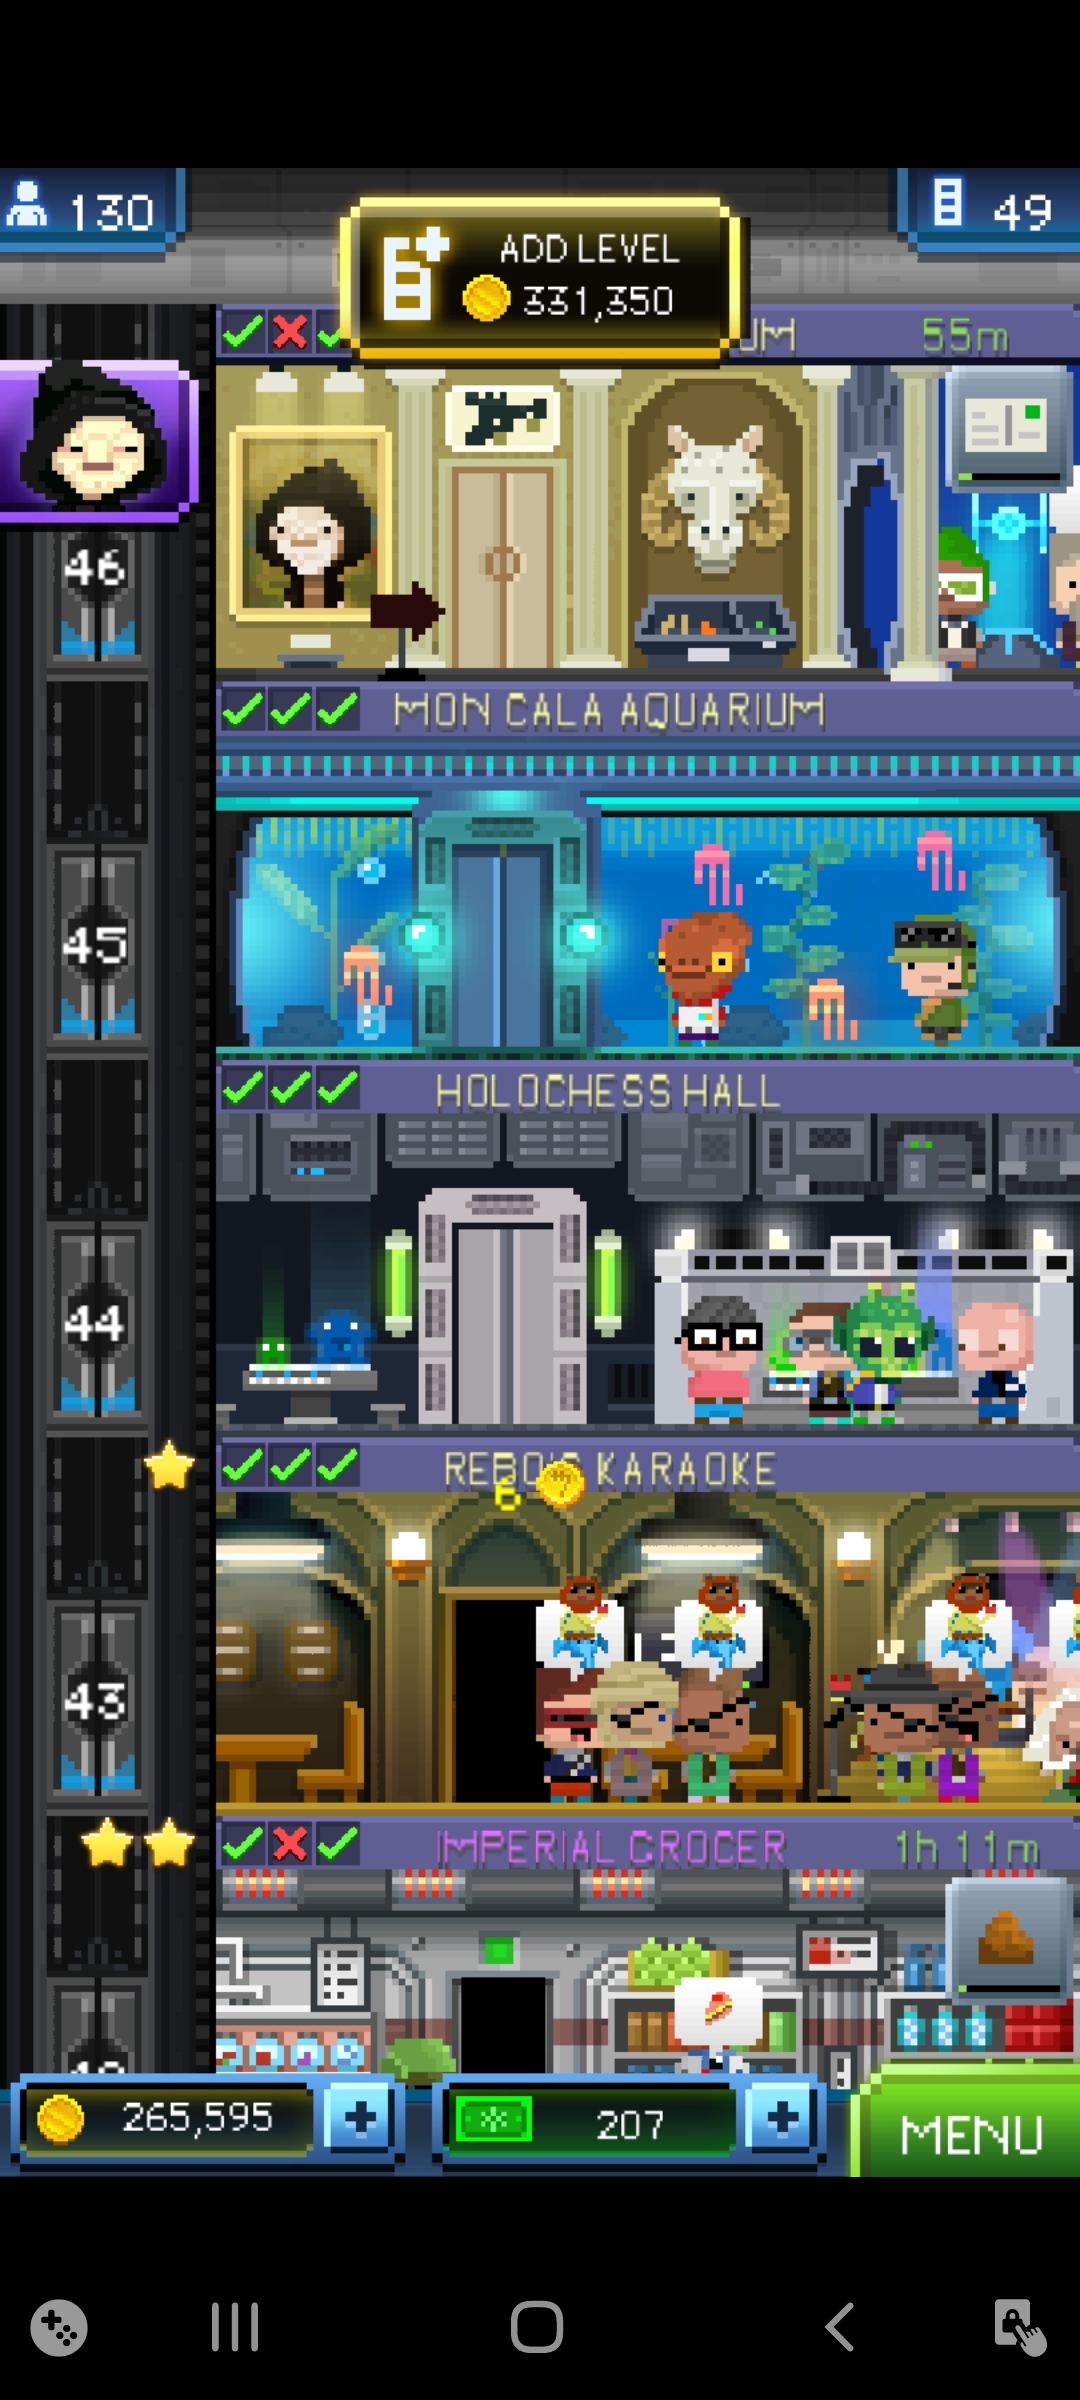 130
ADD LEVEL
331,350
49
UM
55m
46
MON CALA AQUARIUM
45
HOLOCHESS HALL
44
KARAOKE
6
43
IMPERIAL GROCER
1h 11m
265,595
207
MENU